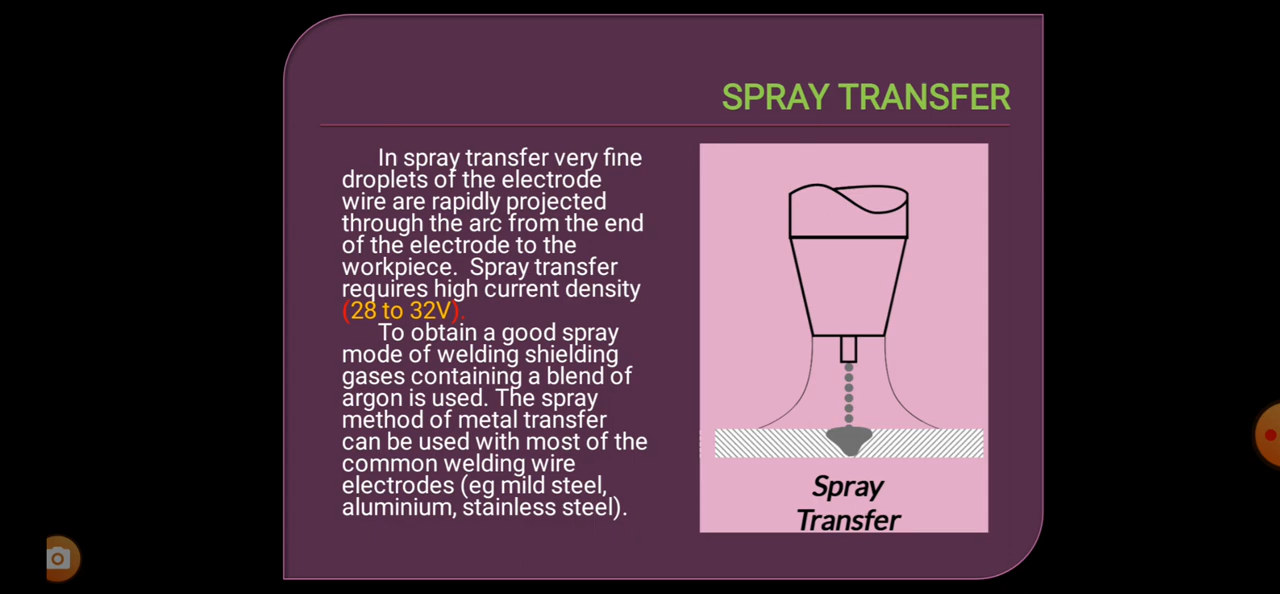 SPRAY TRANSFER
In spray transfer very fine
droplets of the electrode
wire are rapidly projected
through the arc from the end
of the electrode to the
workpiece.  Spray transfer
requires high current density
(28 to 32V).
To obtain a good spray
mode of welding shielding
gases containing a blend of
argon is used. The spray
method of metal transfer
can be used with most of the
common welding wire
electrodes (eg mild steel,
aluminium, stainless steel).
Spray
Transfer